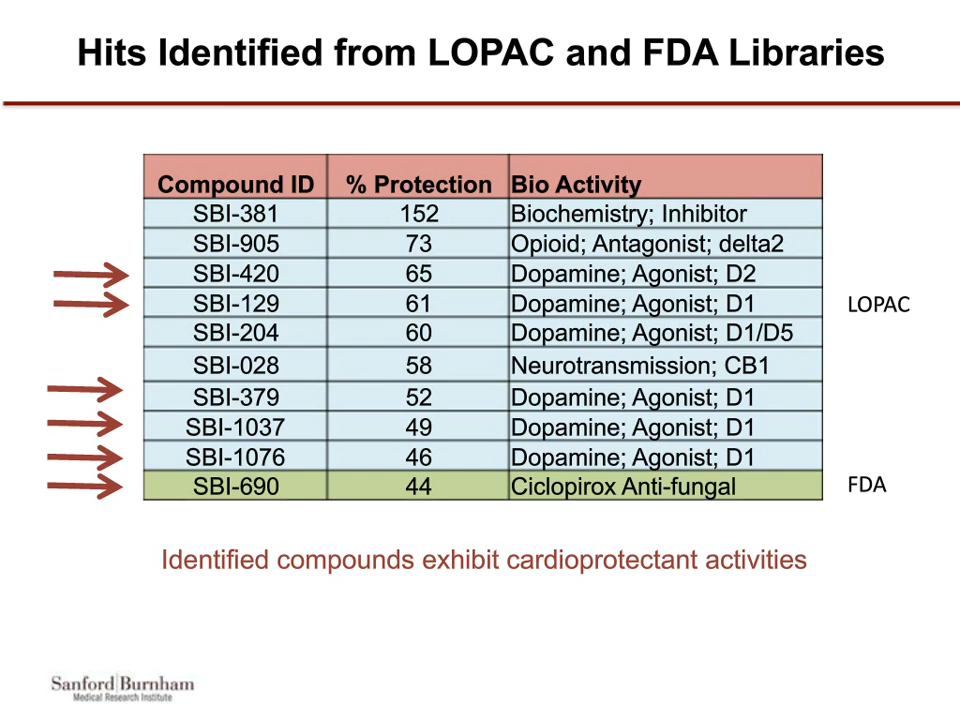 Hits Identified from LOPAC and FDA Libraries
Compound ID % Protection Bio Activity
SBI-381 152 Biochemistry; Inhibitor
SBI-905 73 Opioid; Antagonist; delta2
SBI-420 65 Dopamine; Agonist; D2
SBI-129 61 Dopamine; Agonist; D1 LOPAC
SBI-204 60 Dopamine; Agonist; D1/D5
SBI-028 58 Neurotransmission; CB1
SBI-379 52 Dopamine; Agonist; D1
SBI-1037 49 Dopamine; Agonist; D1
SBI-1076 46 Dopamine; Agonist; D1
SBI-690 44 Ciclopirox Anti-fungal FDA
Identified compounds exhibit cardioprotectant activities
Sanford|Burnham
Medical Research Institute